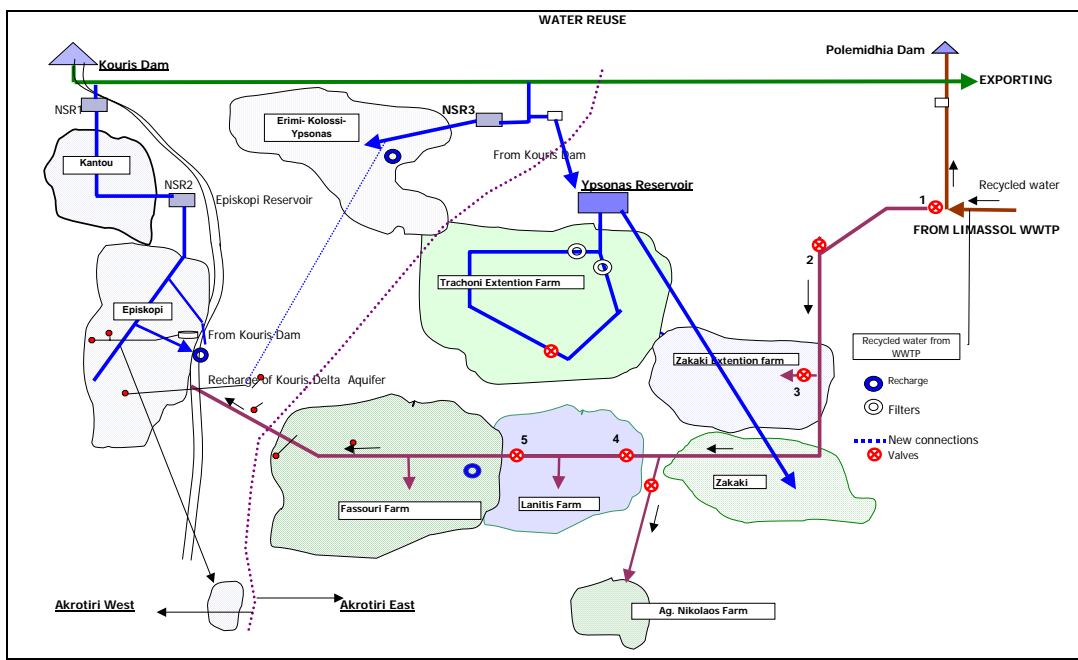 WATER REUSE
Polemidhia Dam
Kouris Dam
EXPORTING
NSR1
NSR3
Erimi- Kolossi-
Ypsonas
From Kouris Dam
Kantou
NSR2
Episkopi Reservoir
Ypsonas Reservoir
Recycled water
1
FROM LIMASSOL WWTP
2
Trachoni Extention Farm
Episkopi
From Kouris Dam
Recycled water from
WWTP
Zakaki Extention farm
3
Recharge of Kouris Delta Aquifer
Recharge
Filters
New connections
Valves
5
4
Fassouri Farm
Lanitis Farm
Zakaki
Akrotiri West
Akrotiri East
Ag. Nikolaos Farm